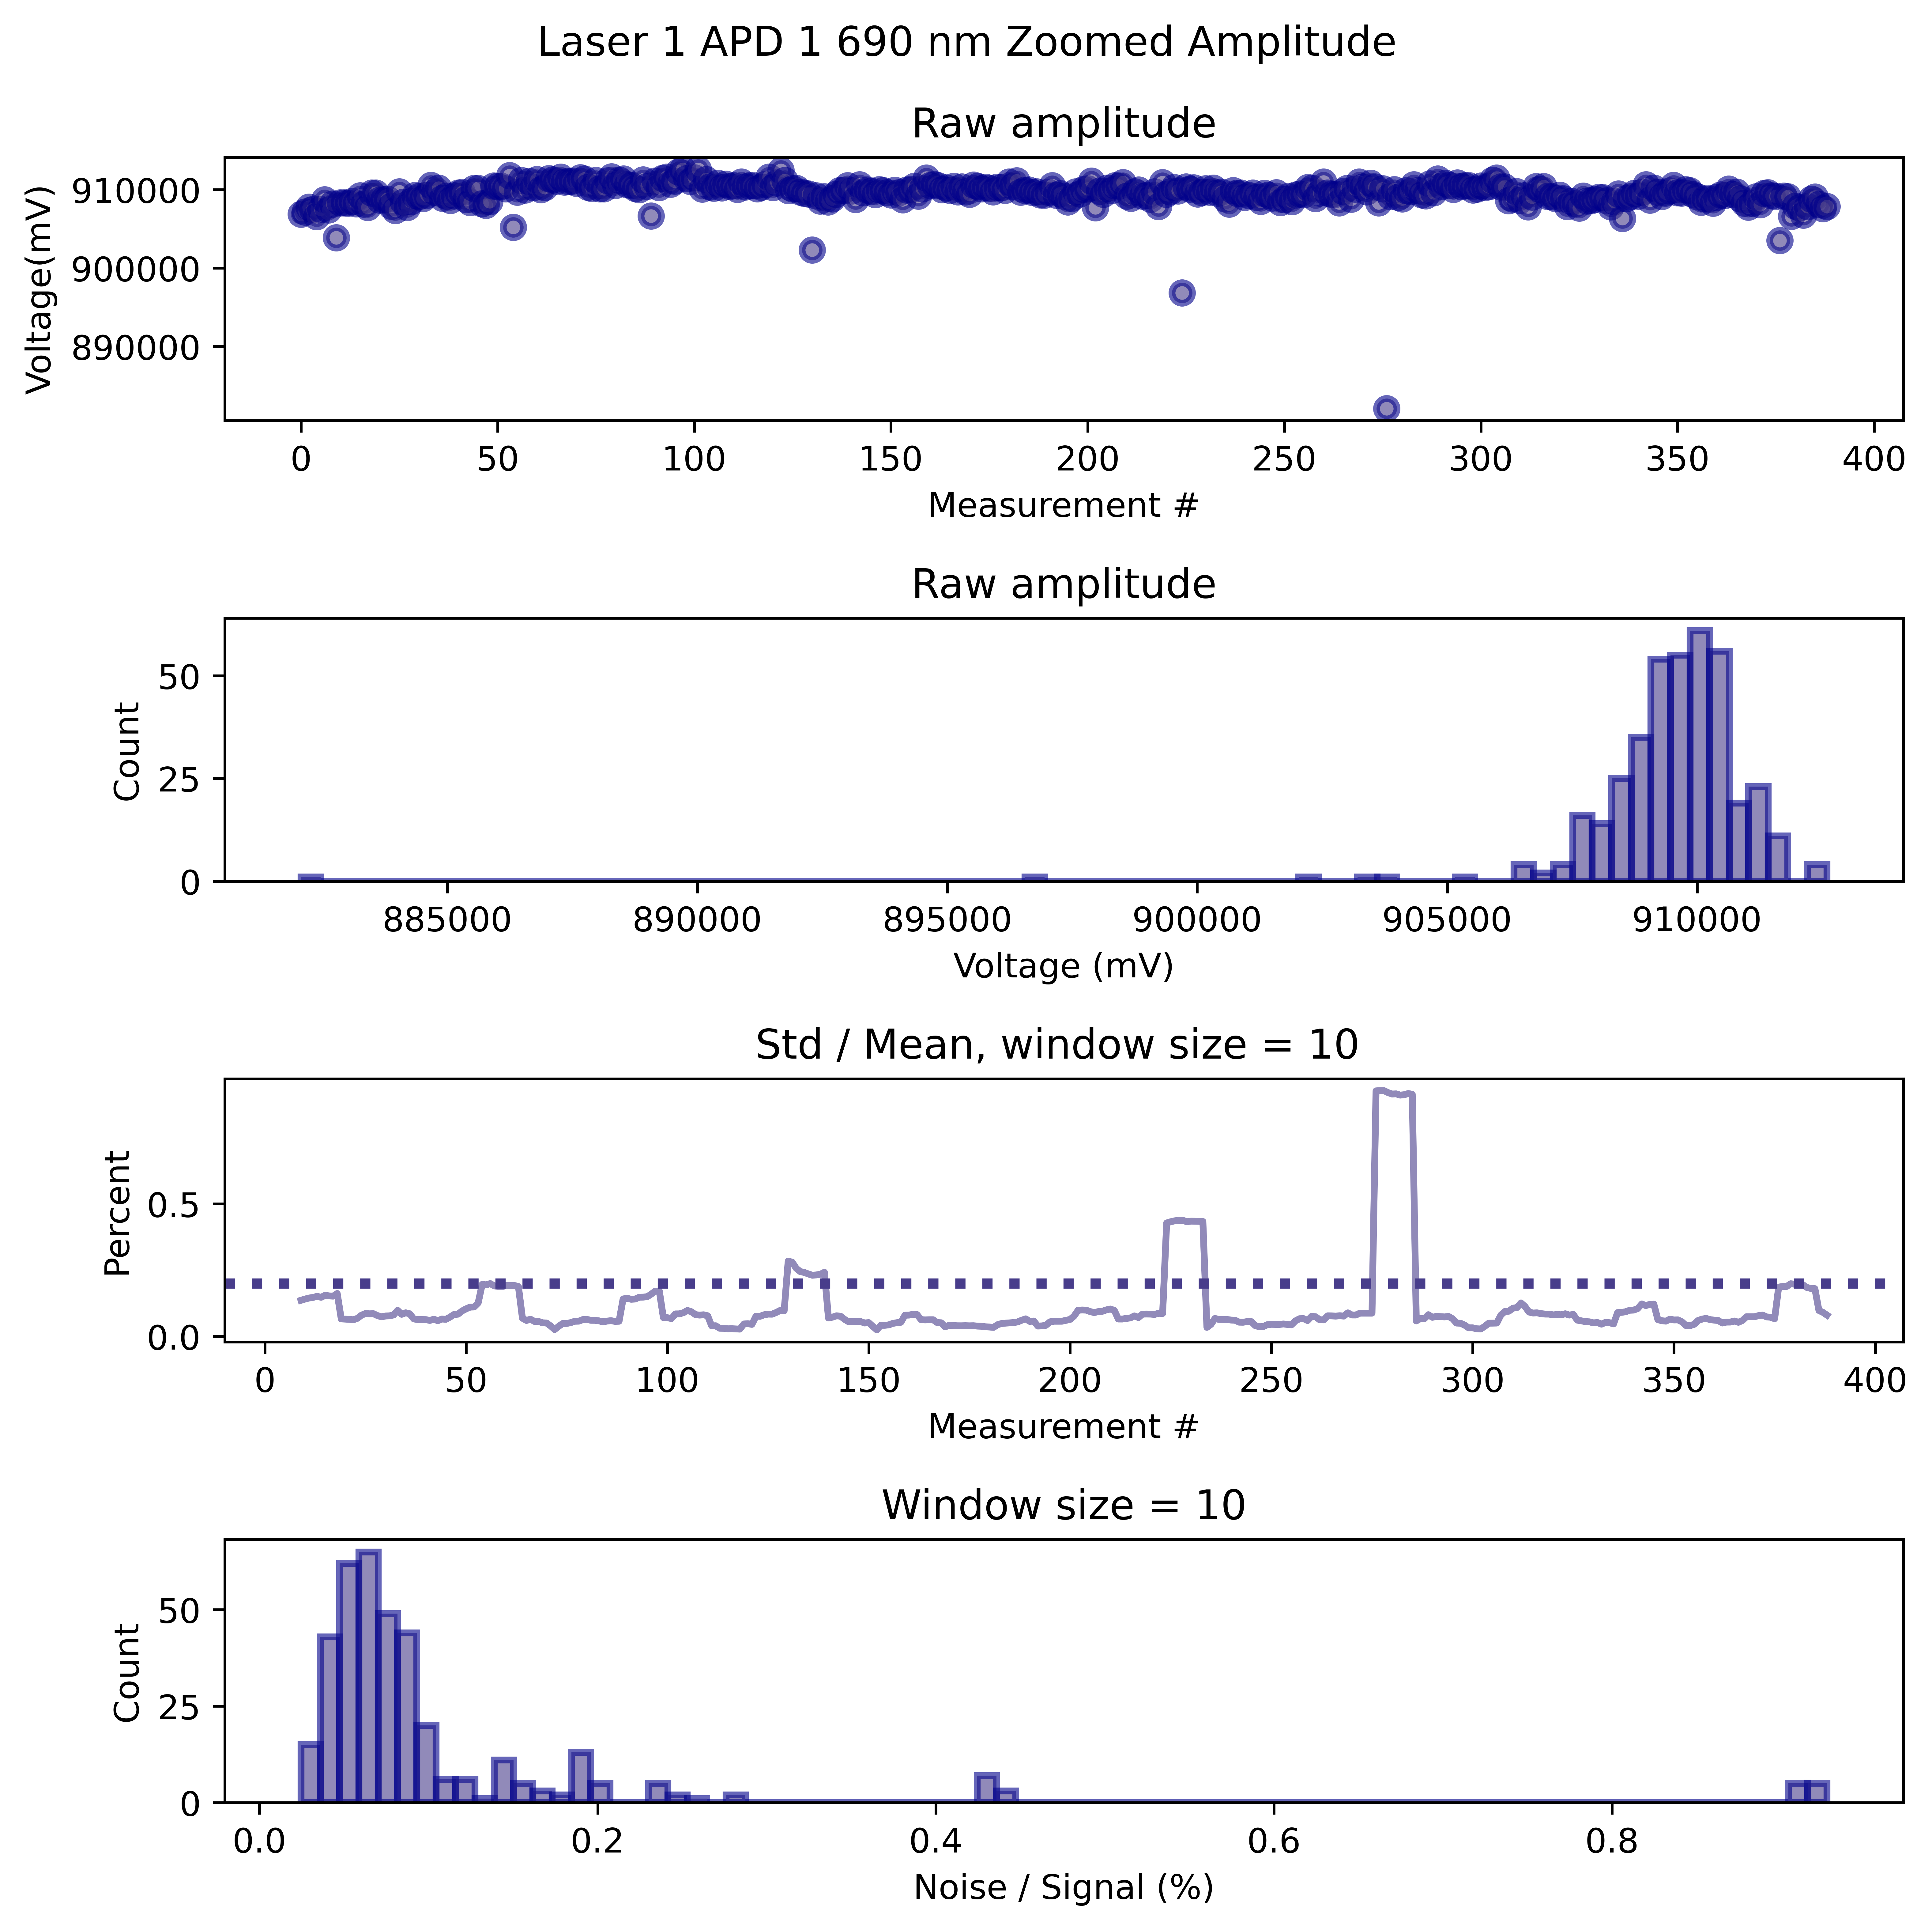 Laser 1 APD 1 690 nm Zoomed Amplitude
Raw amplitude
Voltage(mV)
910000
900000
890000
0 50 100 150 200 250 300 350 400
Measurement #
Raw amplitude
Count
50
25
0
885000 890000 895000 900000 905000 910000
Voltage (mV)
Std / Mean, window size = 10
Percent
0.5
0.0
0 50 100 150 200 250 300 350 400
Measurement #
Window size = 10
Count
50
25
0
0.0 0.2 0.4 0.6 0.8
Noise / Signal (%)